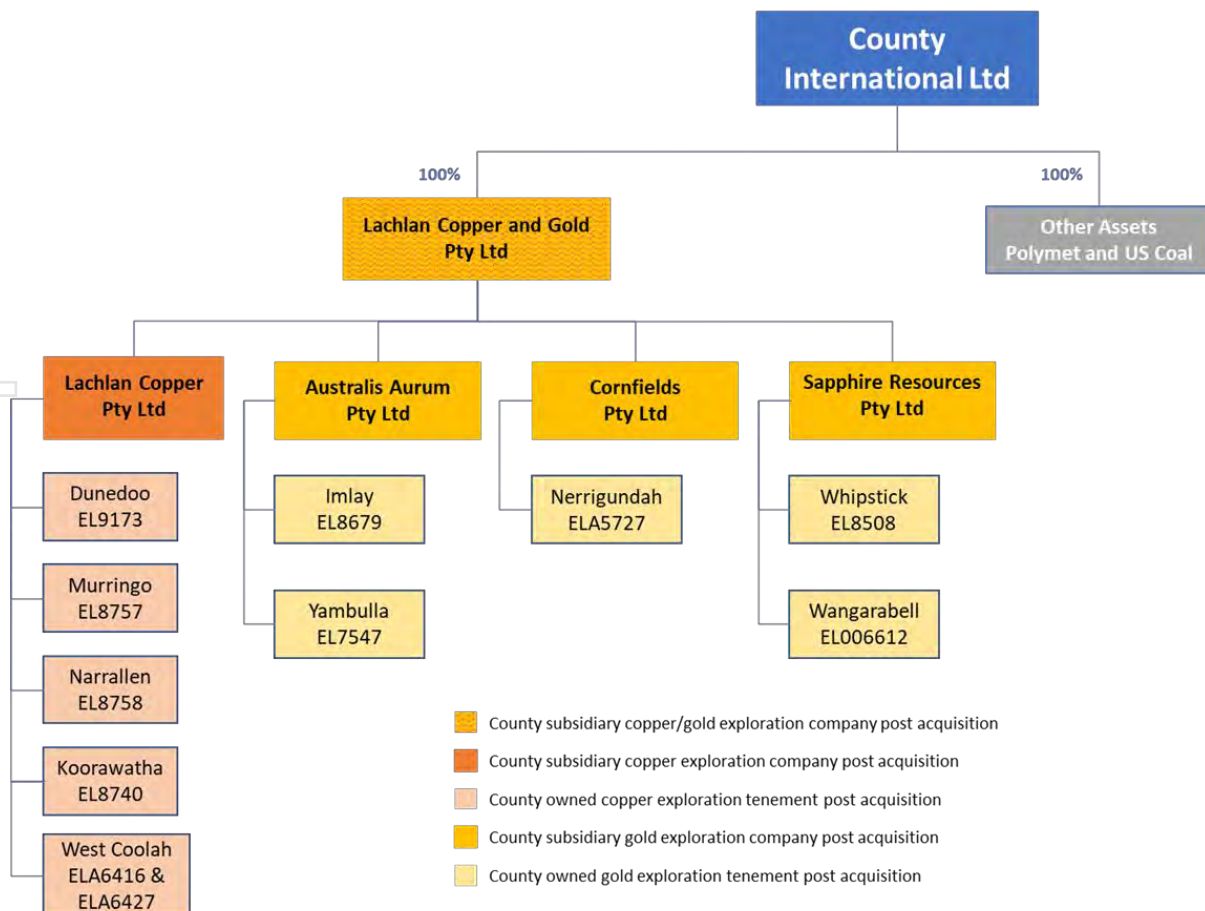 County
International Ltd
100%
100%
Lachlan Copper and Gold
Pty Ltd
Other Assets
Polymet and US Coal
Lachlan Copper
Pty Ltd
Australis Aurum
Pty Ltd
Cornfields
Pty Ltd
Sapphire Resources
Pty Ltd
Dunedoo
EL9173
Murringo
EL8757
Narrallen
EL8758
Koorawatha
EL8740
West Coolah
ELA6416 &
ELA6427
Imlay
EL8679
Yambulla
EL7547
Nerrigundah
ELA5727
Whipstick
EL8508
Wangarabell
EL006612
County subsidiary copper/gold exploration company post acquisition
County subsidiary copper exploration company post acquisition
County owned copper exploration tenement post acquisition
County subsidiary gold exploration company post acquisition
County owned gold exploration tenement post acquisition